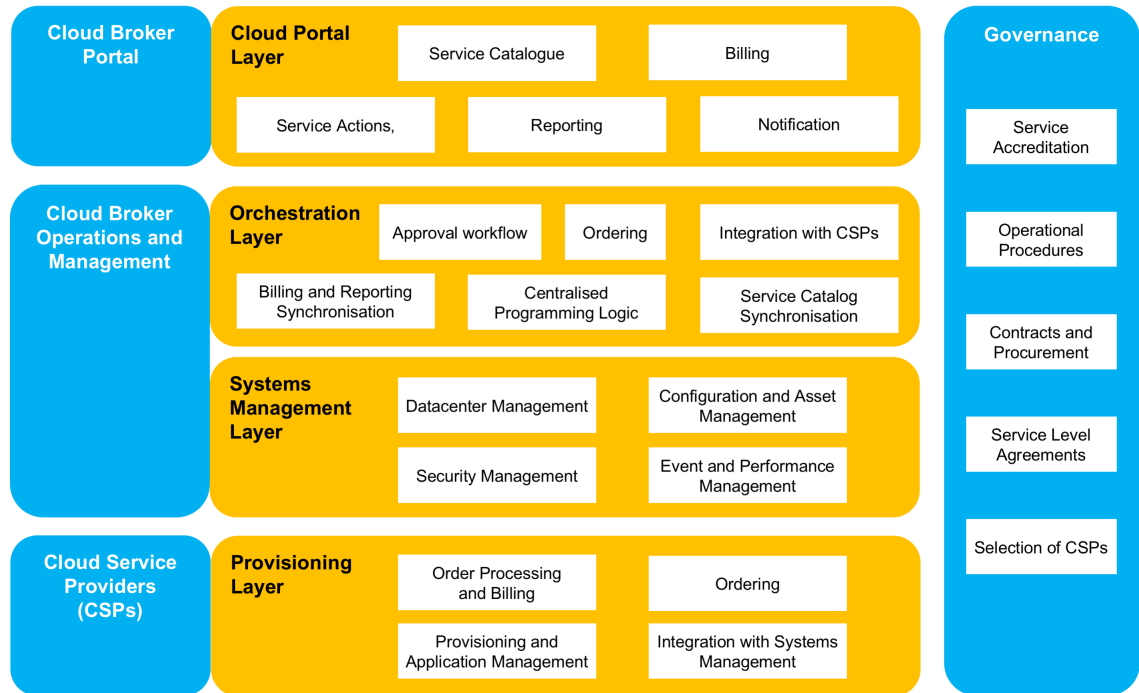 Cloud Broker
Portal
Cloud Portal
Layer
Service Catalogue
Billing
Service Actions,
Reporting
Notification
Cloud Broker
Operations and
Management
Orchestration
Layer
Approval workflow
Ordering
Integration with CSPs
Billing and Reporting
Synchronisation
Centralised
Programming Logic
Service Catalog
Synchronisation
Systems
Management
Layer
Datacenter Management
Configuration and Asset
Management
Security Management
Event and Performance
Management
Cloud Service
Providers
(CSPs)
Provisioning
Layer
Order Processing
and Billing
Ordering
Provisioning and
Application Management
Integration with Systems
Management
Governance
Service
Accreditation
Operational
Procedures
Contracts and
Procurement
Service Level
Agreements
Selection of CSPs